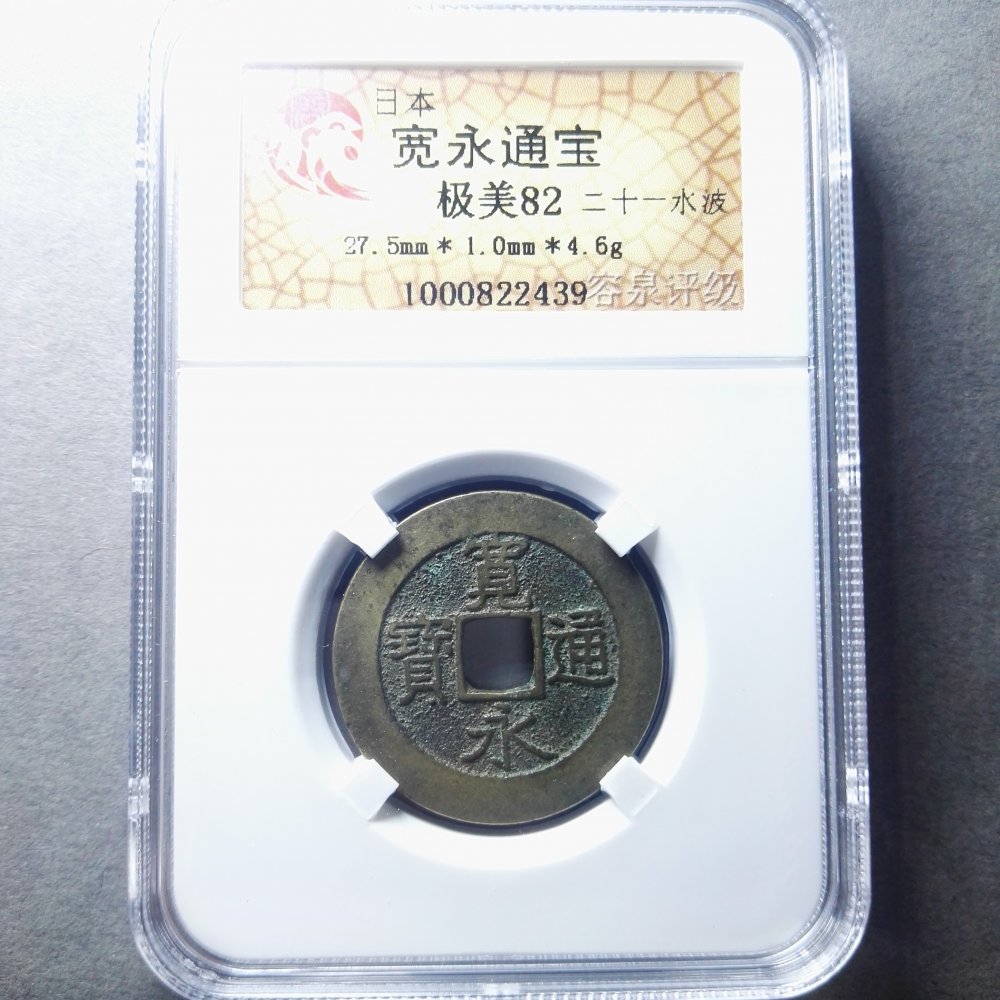 日本
宽永通宝
极美82 二十一水波
27.5mm*1.0mm*4.6g
1000822439容泉评级
寛
寳 通
永